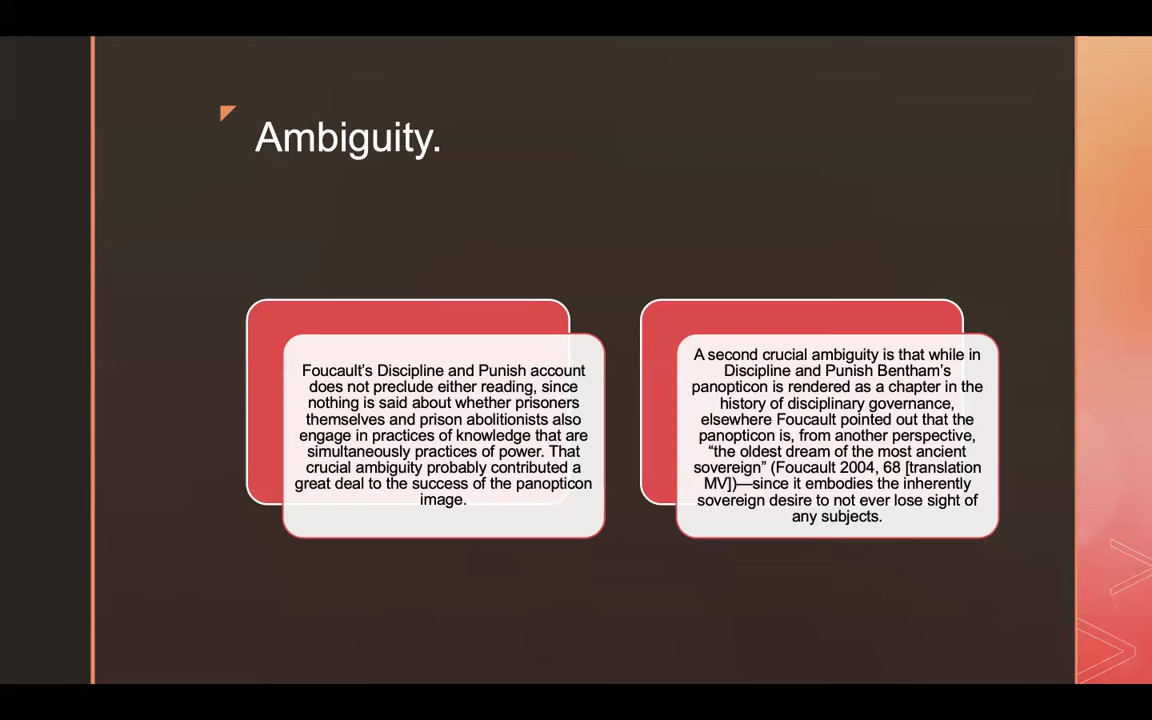 Ambiguity.
Foucault's Discipline and Punish account
does not preclude either reading, since
nothing is said about whether prisoners
themselves and prison abolitionists also
engage in practices of knowledge that are
simultaneously practices of power. That
crucial ambiguity probably contributed a
great deal to the success of the panopticon
image.
A second crucial ambiguity is that while in
Discipline and Punish Bentham's
panopticon is rendered as a chapter in the
history of disciplinary governance,
elsewhere Foucault pointed out that the
panopticon is, from another perspective,
“the oldest dream of the most ancient
sovereign” (Foucault 2004, 68 [translation
MV])—since it embodies the inherently
sovereign desire to not ever lose sight of
any subjects.